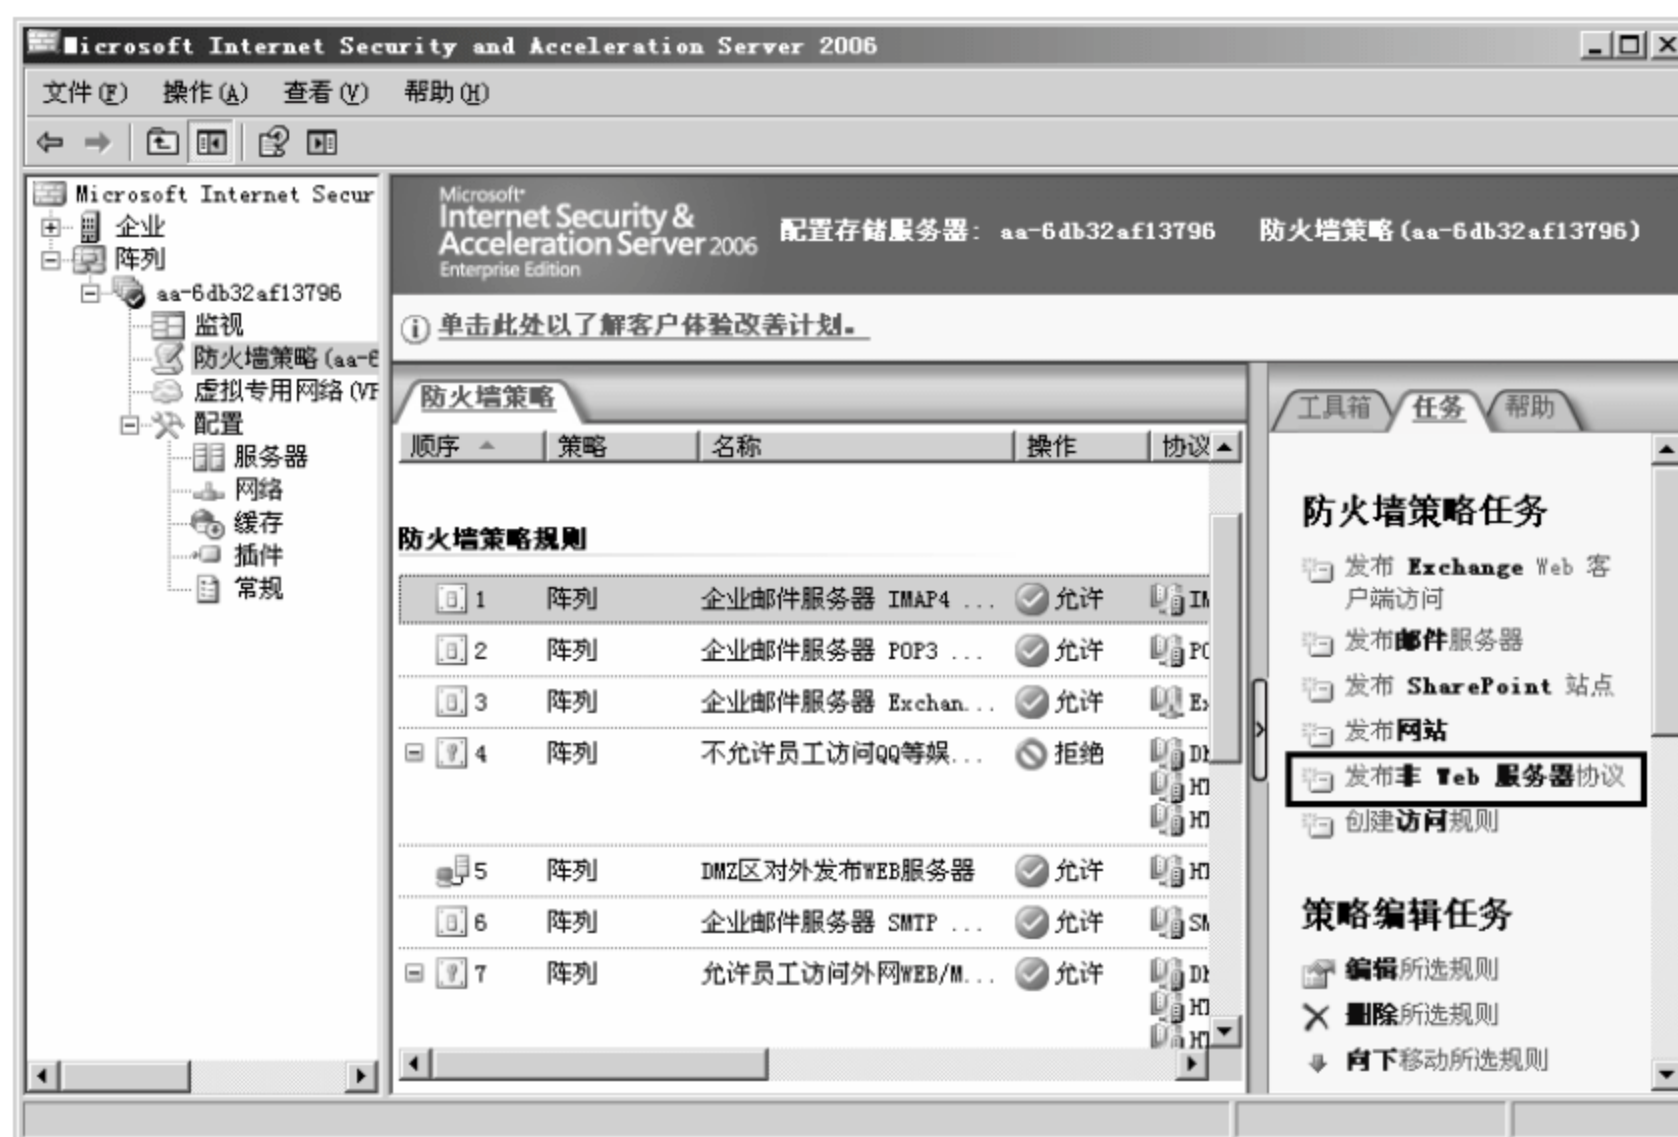 Microsoft Internet Security and Acceleration Server 2006
文件(F) 操作(A) 查看(V) 帮助(H)
Microsoft Internet Secur
企业
阵列
aa-6db32af13796
监视
防火墙策略(aa-6
虚拟专用网络(VP
配置
服务器
网络
缓存
插件
常规
Microsoft
Internet Security &
Acceleration Server 2006
Enterprise Edition
配置存储服务器: aa-6db32af13796 防火墙策略(aa-6db32af13796)
单击此处以了解客户体验改善计划。
防火墙策略
顺序 策略 名称 操作 协议
防火墙策略规则
1 阵列 企业邮件服务器 IMAP4 ... 允许 IM
2 阵列 企业邮件服务器 POP3 ... 允许 PO
3 阵列 企业邮件服务器 Exchan... 允许 Ex
4 阵列 不允许员工访问QQ等娱... 拒绝 DN
HT
HT
5 阵列 DMZ区对外发布WEB服务器 允许 HT
6 阵列 企业邮件服务器 SMTP ... 允许 SM
7 阵列 允许员工访问外网WEB/M... 允许 DN
HT
HT
工具箱 任务 帮助
防火墙策略任务
发布 Exchange Web 客
户端访问
发布邮件服务器
发布 SharePoint 站点
发布网站
发布非 Web 服务器协议
创建访问规则
策略编辑任务
编辑所选规则
删除所选规则
向下移动所选规则